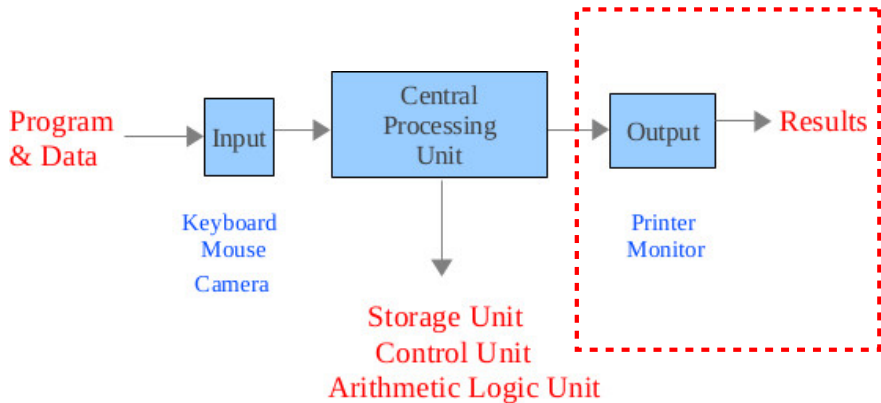 Program
& Data
Input
Keyboard
Mouse
Camera
Central
Processing
Unit
Storage Unit
Control Unit
Arithmetic Logic Unit
Output
Printer
Monitor
Results